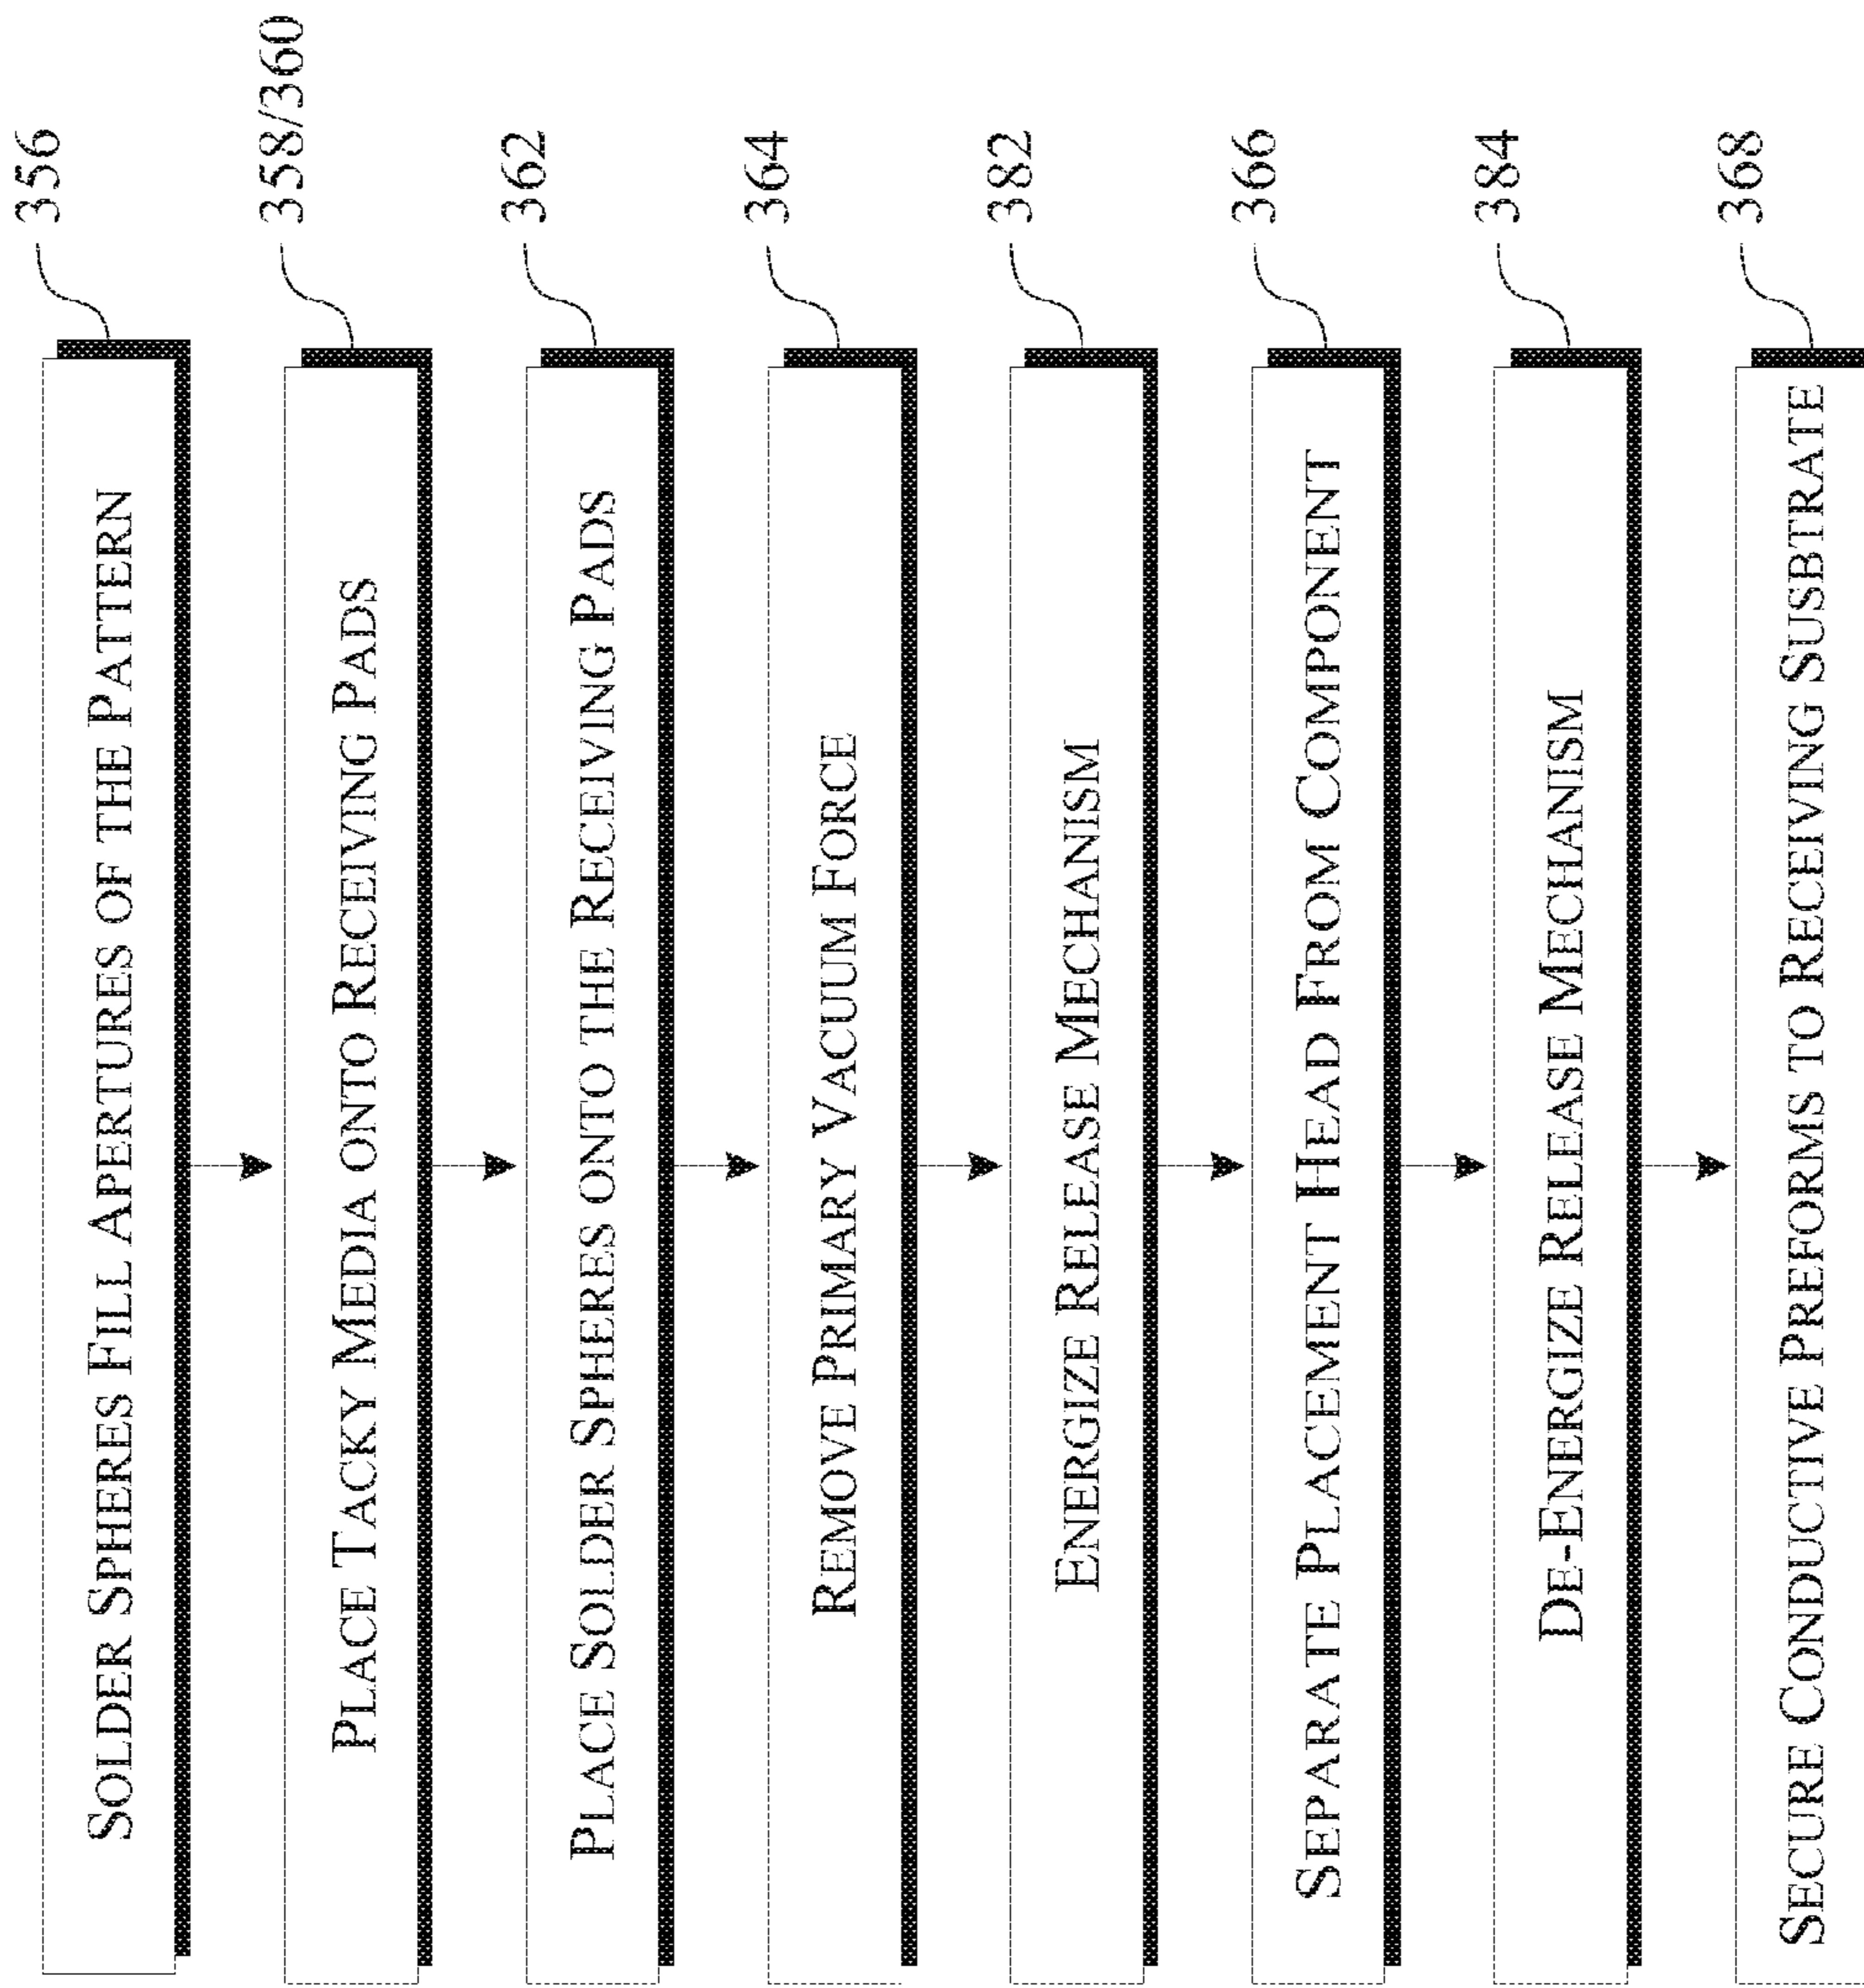 SOLDER SPHERES FILL APERTURES OF THE PATTERN
356
PLACE TACKY MEDIA ONTO RECEIVING PADS
358/360
PLACE SOLDER SPHERES ONTO THE RECEIVING PADS
362
REMOVE PRIMARY VACUUM FORCE
364
ENERGIZE RELEASE MECHANISM
382
SEPARATE PLACEMENT HEAD FROM COMPONENT
366
DE-ENERGIZE RELEASE MECHANISM
384
SECURE CONDUCTIVE PREFORMS TO RECEIVING SUSBTRATE
368